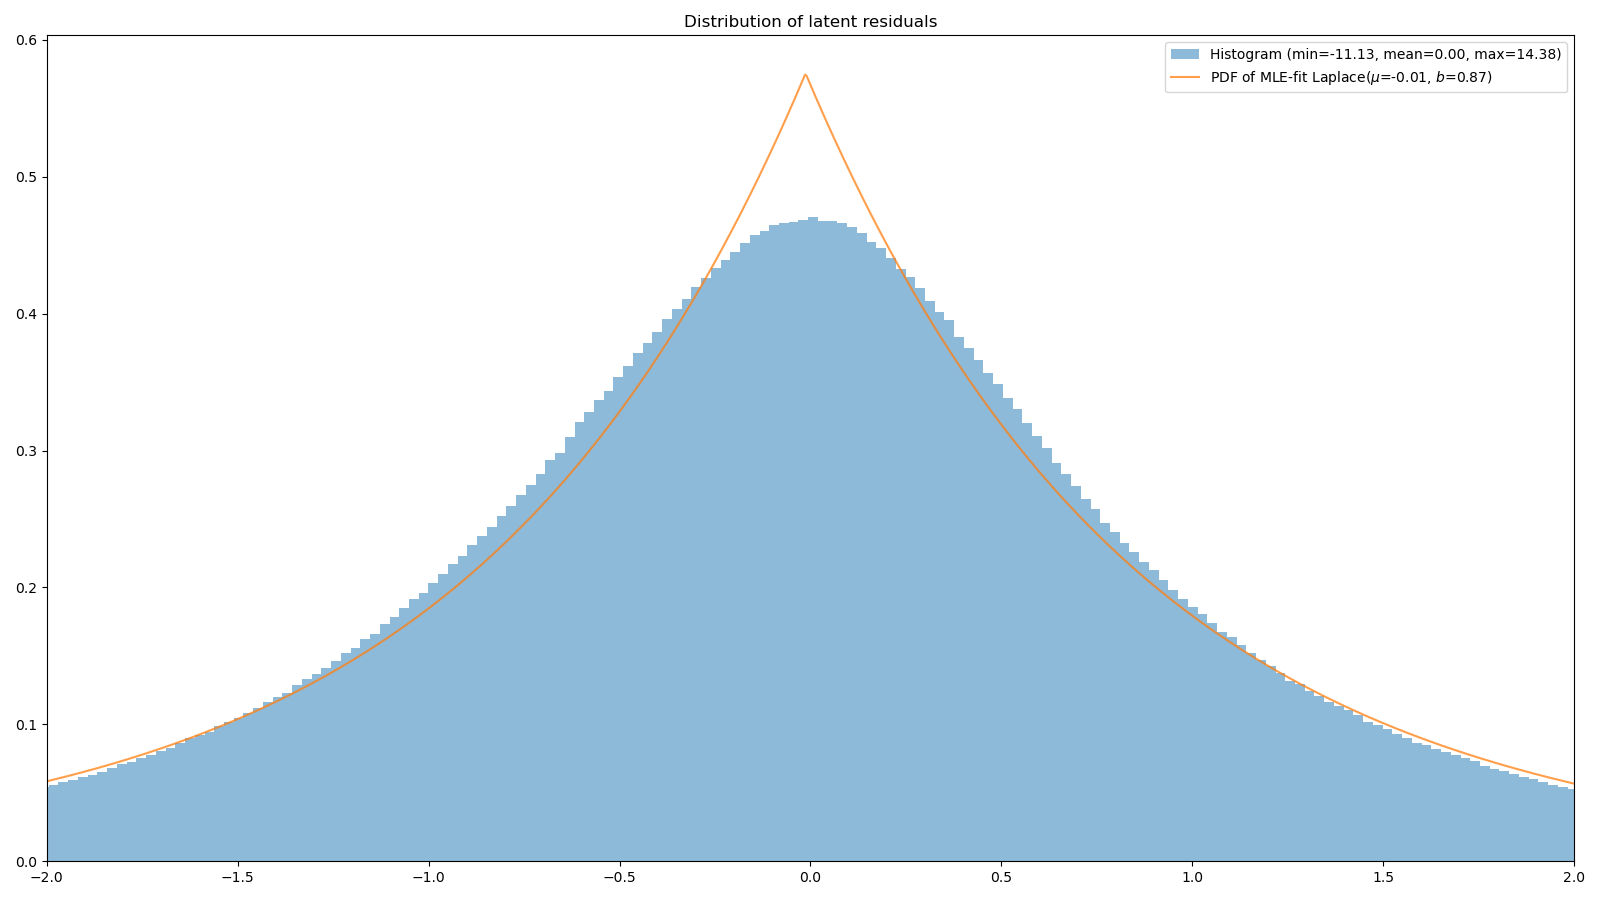 Distribution of latent residuals
Histogram (min=-11.13, mean=0.00, max=14.38)
PDF of MLE-fit Laplace(μ=-0.01, b=0.87)
0.6
0.5
0.4
0.3
0.2
0.1
0.0
−2.0 −1.5 −1.0 −0.5 0.0 0.5 1.0 1.5 2.0